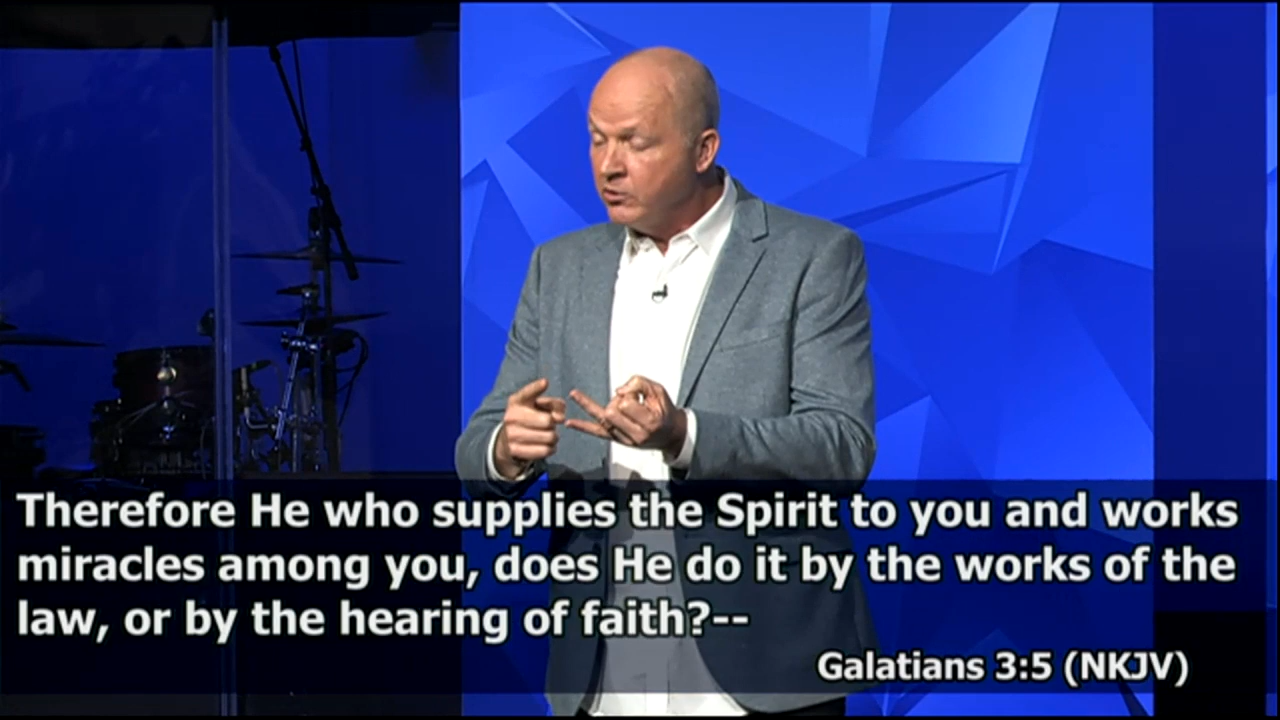 Therefore He who supplies the Spirit to you and works
miracles among you, does He do it by the works of the
law, or by the hearing of faith?--
Galatians 3:5 (NKJV)